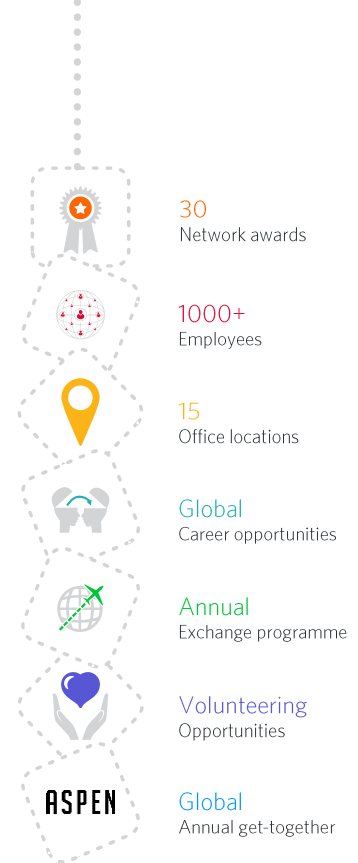 30
Network awards
1000+
Employees
15
Office locations
Global
Career opportunities
Annual
Exchange programme
Volunteering
Opportunities
ASPEN
Global
Annual get-together